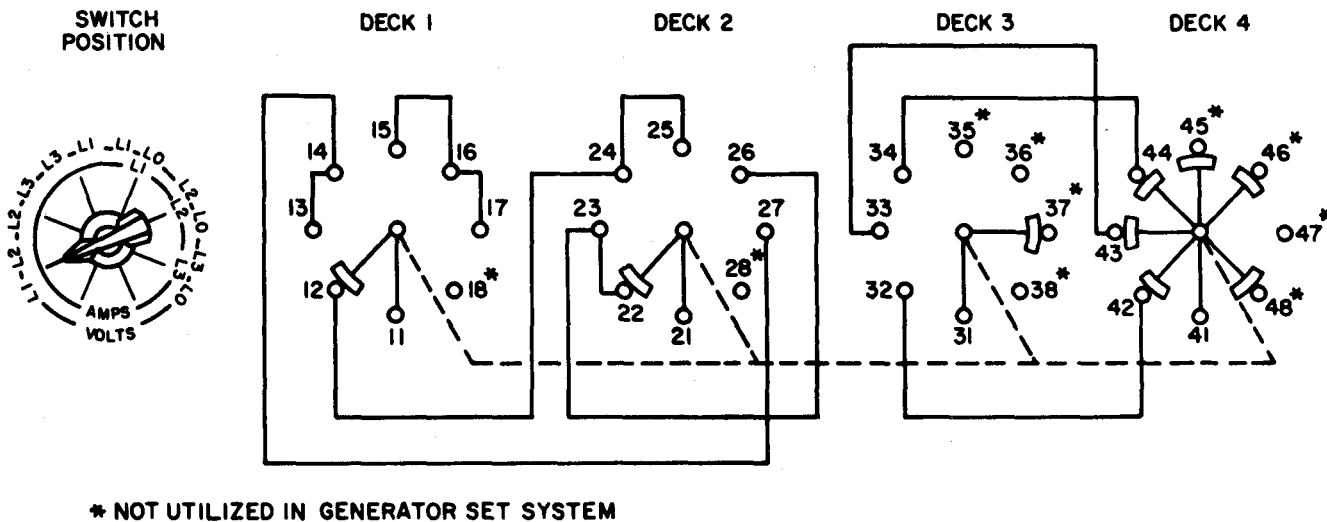 SWITCH
POSITION
DECK 1
DECK 2
DECK 3
DECK 4
L1-L2-L2-L3-L3-L1-L1-L0-L2-L0-L3-L0
L1
L2
L3
AMPS
VOLTS
14
15
16
13
17
12
18*
11
24
25
26
23
27
22
28*
21
34
35*
36*
33
37*
32
38*
31
44
45*
46*
43
47*
42
48*
41
* NOT UTILIZED IN GENERATOR SET SYSTEM